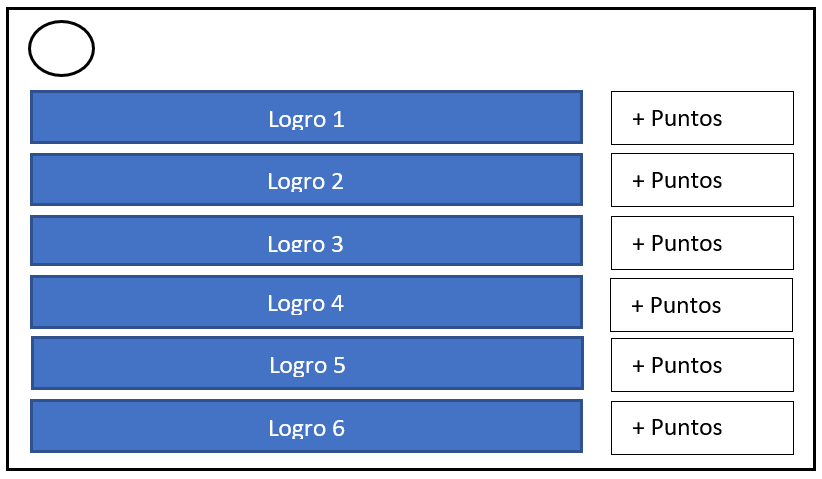 Logro 1
+ Puntos
Logro 2
+ Puntos
Logro 3
+ Puntos
Logro 4
+ Puntos
Logro 5
+ Puntos
Logro 6
+ Puntos